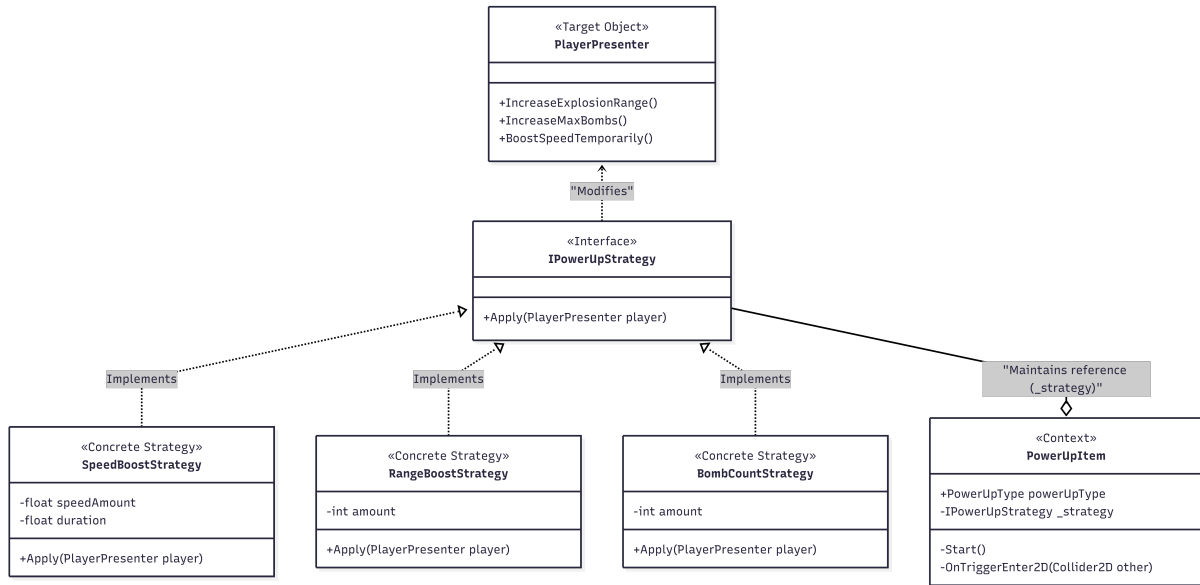 «Target Object»
PlayerPresenter
+IncreaseExplosionRange()
+IncreaseMaxBombs()
+BoostSpeedTemporarily()
"Modifies"
«Interface»
IPowerUpStrategy
+Apply(PlayerPresenter player)
Implements
Implements
Implements
"Maintains reference
(_strategy)"
«Concrete Strategy»
SpeedBoostStrategy
-float speedAmount
-float duration
+Apply(PlayerPresenter player)
«Concrete Strategy»
RangeBoostStrategy
-int amount
+Apply(PlayerPresenter player)
«Concrete Strategy»
BombCountStrategy
-int amount
+Apply(PlayerPresenter player)
«Context»
PowerUpItem
+PowerUpType powerUpType
-IPowerUpStrategy _strategy
-Start()
-OnTriggerEnter2D(Collider2D other)